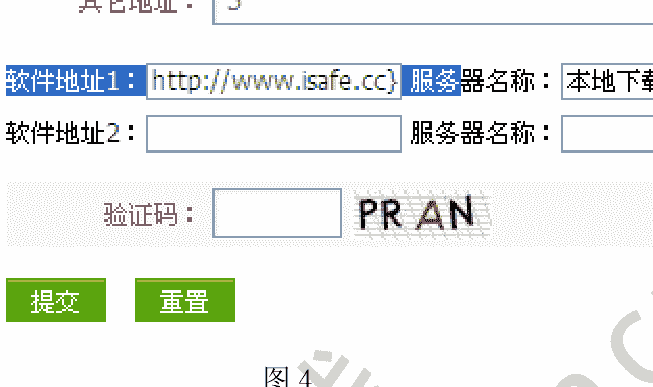 其它地址： 5
软件地址1： http://www.isafe.cc} 服务器名称： 本地下载
软件地址2： 服务器名称：
验证码： PRAN
提交 重置
图 4